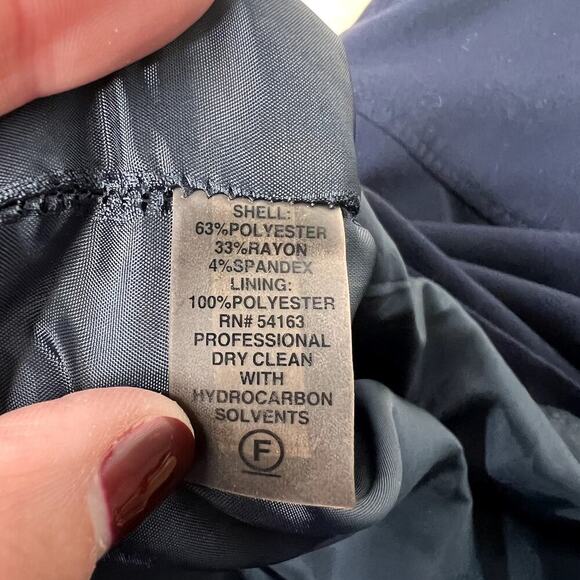 SHELL:
63%POLYESTER
33%RAYON
4%SPANDEX
LINING:
100%POLYESTER
RN# 54163
PROFESSIONAL
DRY CLEAN
WITH
HYDROCARBON
SOLVENTS
F